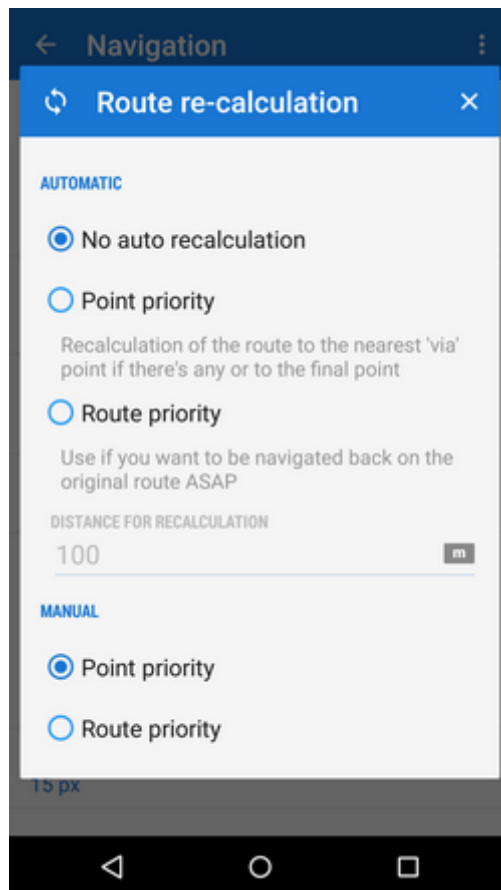 Navigation
Route re-calculation
AUTOMATIC
No auto recalculation
Point priority
Recalculation of the route to the nearest 'via'
point if there's any or to the final point
Route priority
Use if you want to be navigated back on the
original route ASAP
DISTANCE FOR RECALCULATION
100 m
MANUAL
Point priority
Route priority
15 px